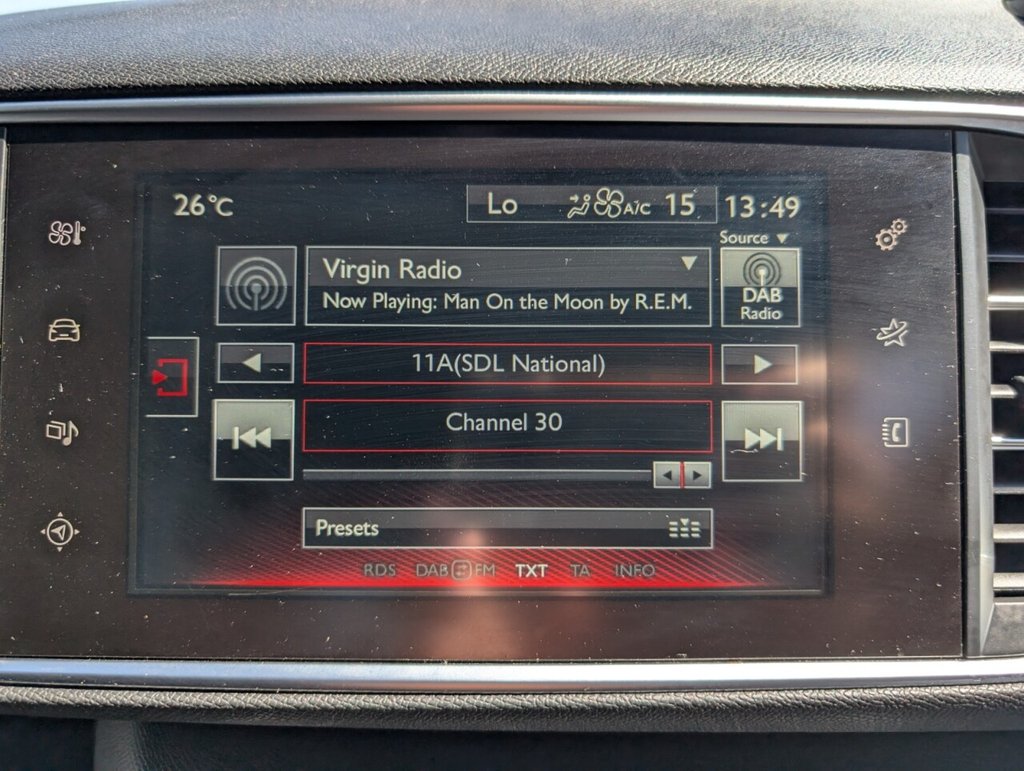 26°C
Lo A/C 15 13:49
Source
Virgin Radio
Now Playing: Man On the Moon by R.E.M.
DAB
Radio
11A(SDL National)
Channel 30
Presets
RDS DAB FM TXT TA INFO